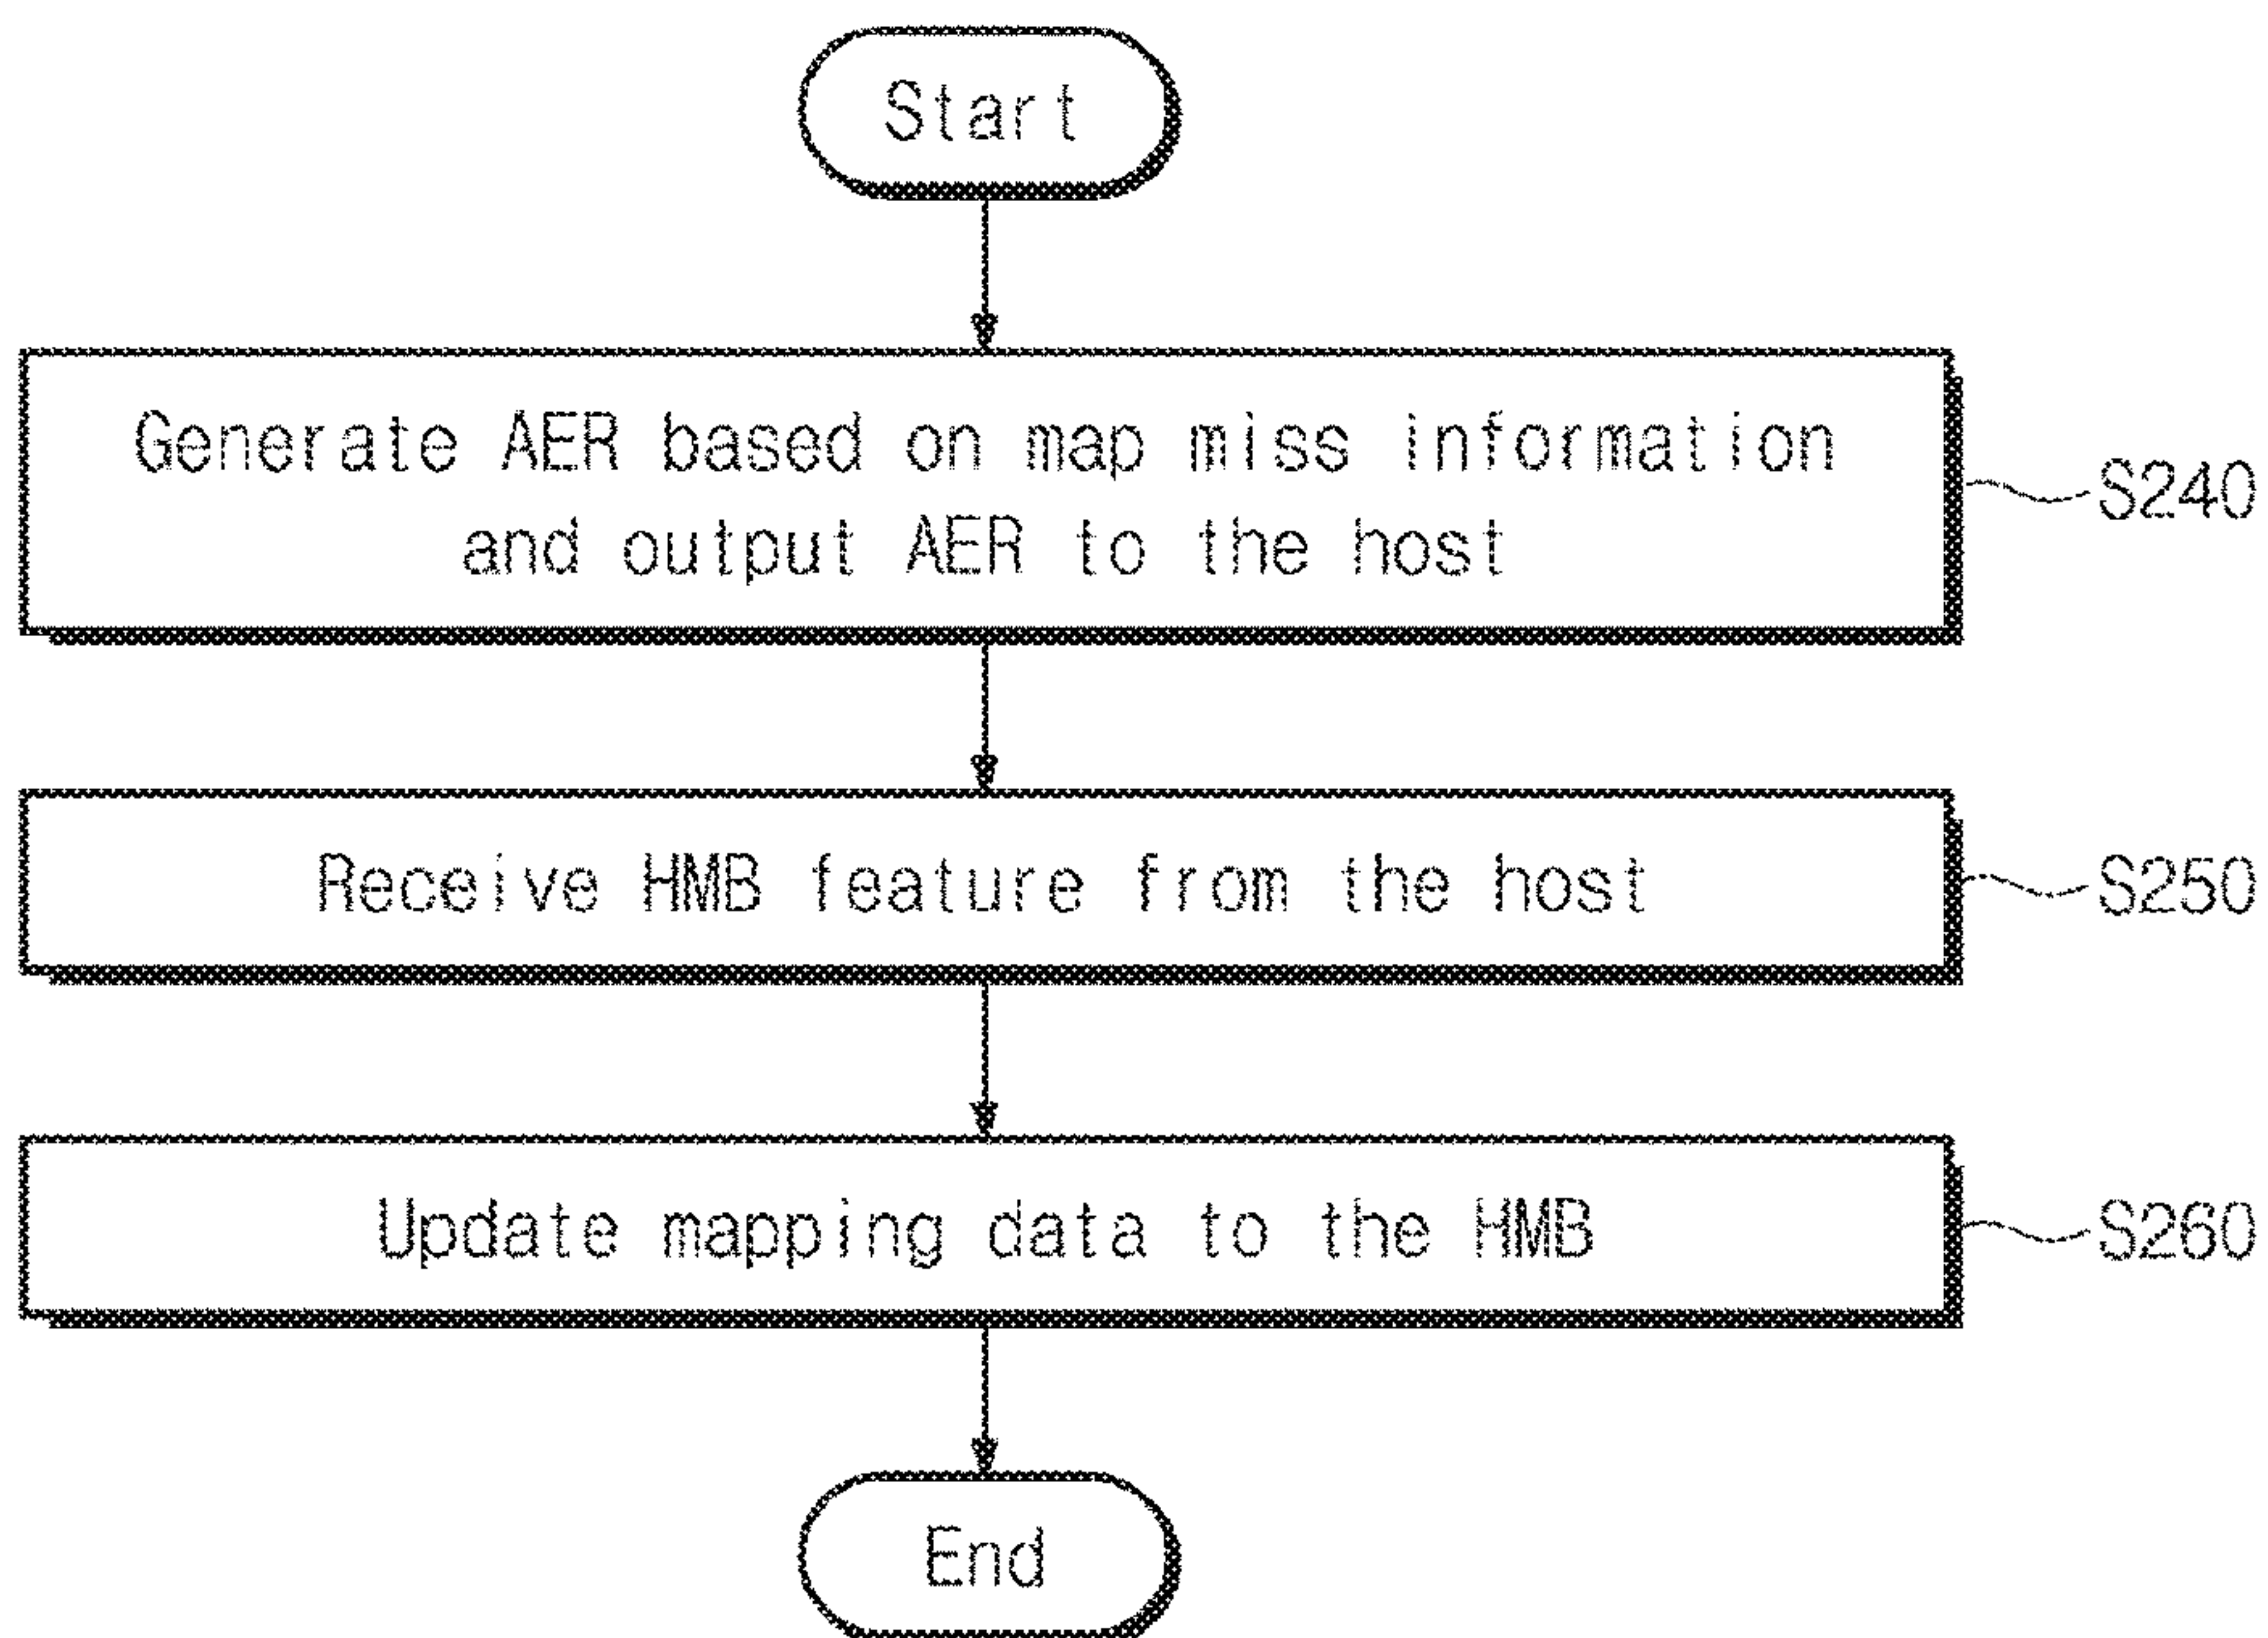 Start
Generate AER based on map miss information
and output AER to the host
S240
Receive HMB feature from the host
S250
Update mapping data to the HMB
S260
End